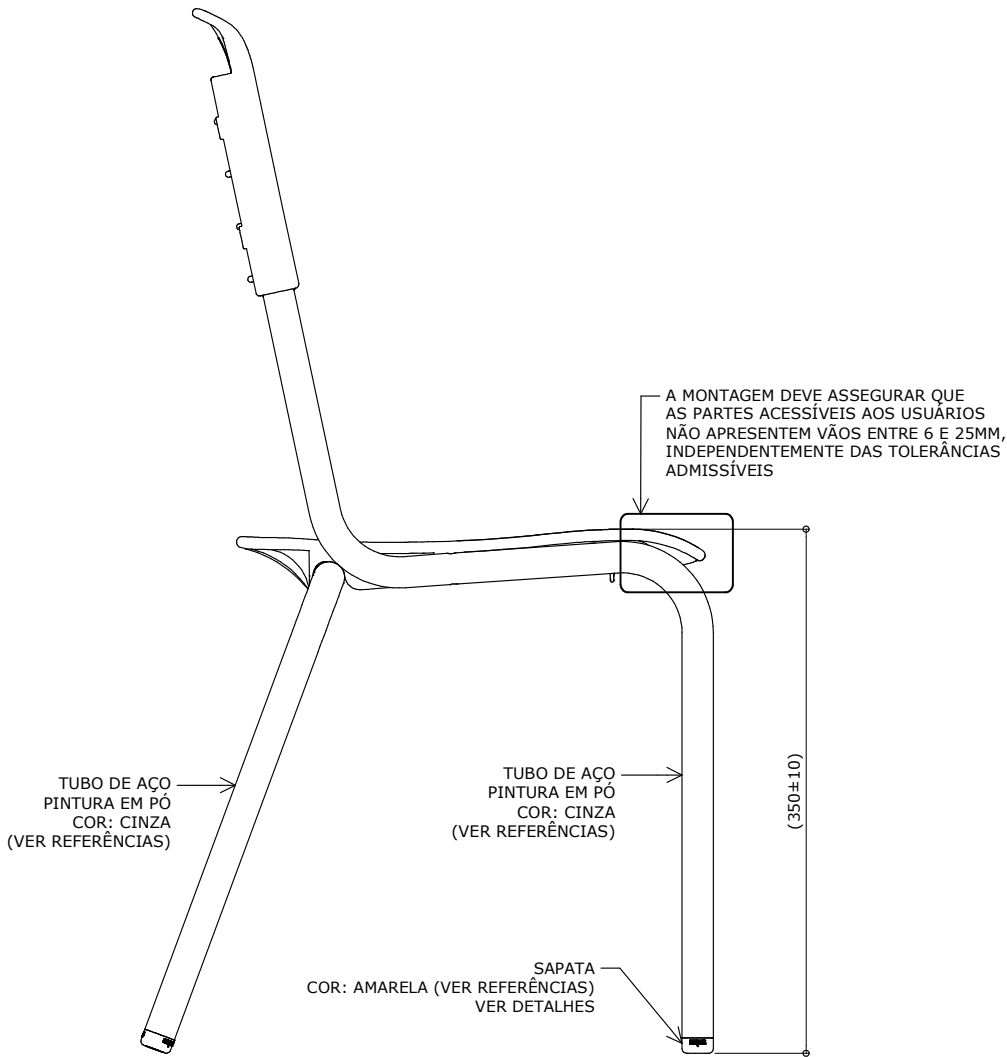 A MONTAGEM DEVE ASSEGURAR QUE
AS PARTES ACESSÍVEIS AOS USUÁRIOS
NÃO APRESENTEM VÃOS ENTRE 6 E 25MM,
INDEPENDENTEMENTE DAS TOLERÂNCIAS
ADMISSÍVEIS
TUBO DE AÇO
PINTURA EM PÓ
COR: CINZA
(VER REFERÊNCIAS)
TUBO DE AÇO
PINTURA EM PÓ
COR: CINZA
(VER REFERÊNCIAS)
(350±10)
SAPATA
COR: AMARELA (VER REFERÊNCIAS)
VER DETALHES